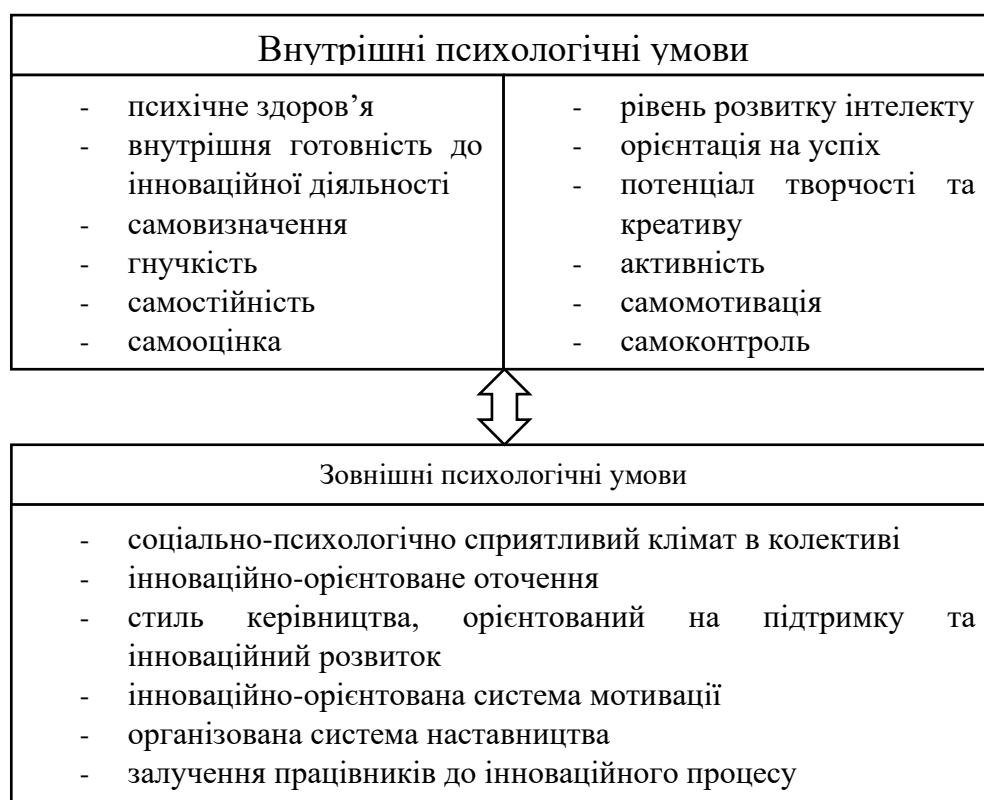 Внутрішні психологічні умови
- психічне здоров’я
- внутрішня готовність до
інноваційної діяльності
- самовизначення
- гнучкість
- самостійність
- самооцінка
- рівень розвитку інтелекту
- орієнтація на успіх
- потенціал творчості та
креативу
- активність
- самомотивація
- самоконтроль
Зовнішні психологічні умови
- соціально-психологічно сприятливий клімат в колективі
- інноваційно-орієнтоване оточення
- стиль керівництва, орієнтований на підтримку та
інноваційний розвиток
- інноваційно-орієнтована система мотивації
- організована система наставництва
- залучення працівників до інноваційного процесу